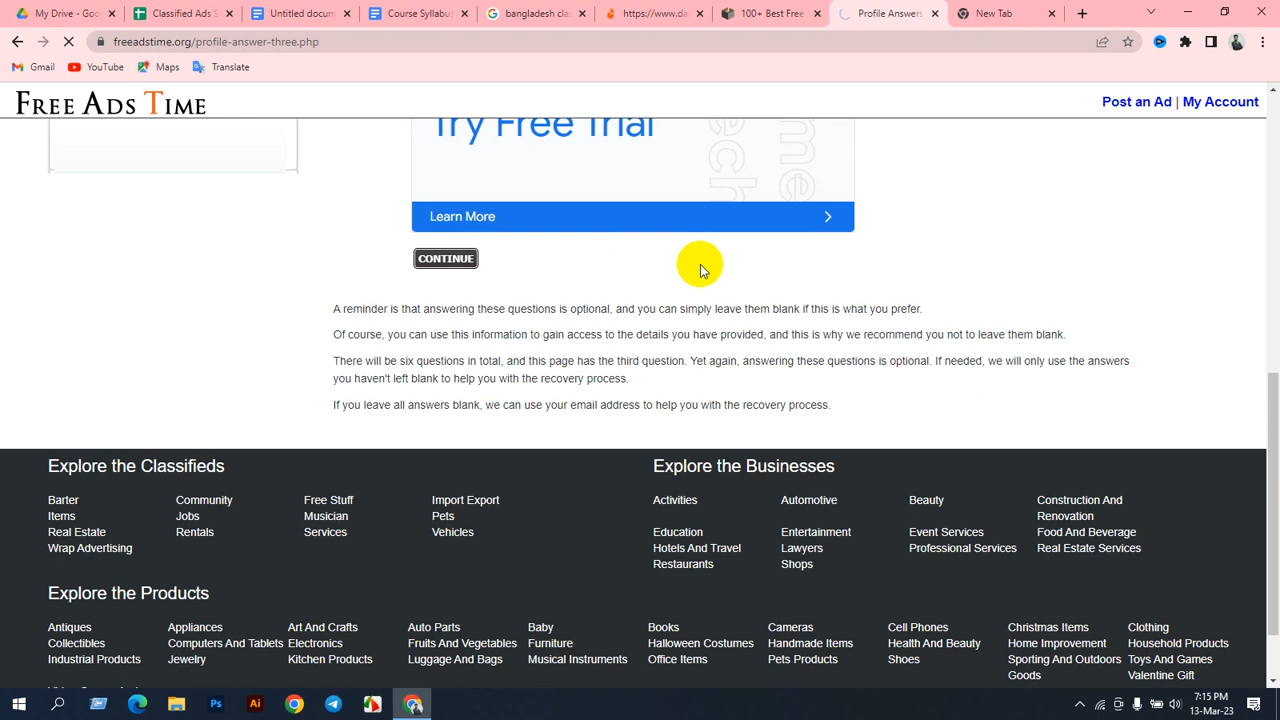 My Drive - Goo
Classified Ads S
Untitled docum
Course Syllabus
bangladesh clas
https://www.da
100+ Best Free
Profile Answers
New Tab
freeadstime.org/profile-answer-three.php
Gmail
YouTube
Maps
Translate
FREE ADS TIME
Post an Ad | My Account
Try Free Trial
Learn More
CONTINUE
A reminder is that answering these questions is optional, and you can simply leave them blank if this is what you prefer.
Of course, you can use this information to gain access to the details you have provided, and this is why we recommend you not to leave them blank.
There will be six questions in total, and this page has the third question. Yet again, answering these questions is optional. If needed, we will only use the answers
you haven't left blank to help you with the recovery process.
If you leave all answers blank, we can use your email address to help you with the recovery process.
Explore the Classifieds
Barter Community Free Stuff Import Export
Items Jobs Musician Pets
Real Estate Rentals Services Vehicles
Wrap Advertising
Explore the Businesses
Activities Automotive Beauty Construction And
Renovation
Education Entertainment Event Services Food And Beverage
Hotels And Travel Lawyers Professional Services Real Estate Services
Restaurants Shops
Explore the Products
Antiques Appliances Art And Crafts Auto Parts Baby Books Cameras Cell Phones Christmas Items Clothing
Collectibles Computers And Tablets Electronics Fruits And Vegetables Furniture Halloween Costumes Handmade Items Health And Beauty Home Improvement Household Products
Industrial Products Jewelry Kitchen Products Luggage And Bags Musical Instruments Office Items Pets Products Shoes Sporting And Outdoors Toys And Games
Goods Valentine Gift
7:15 PM
13-Mar-23